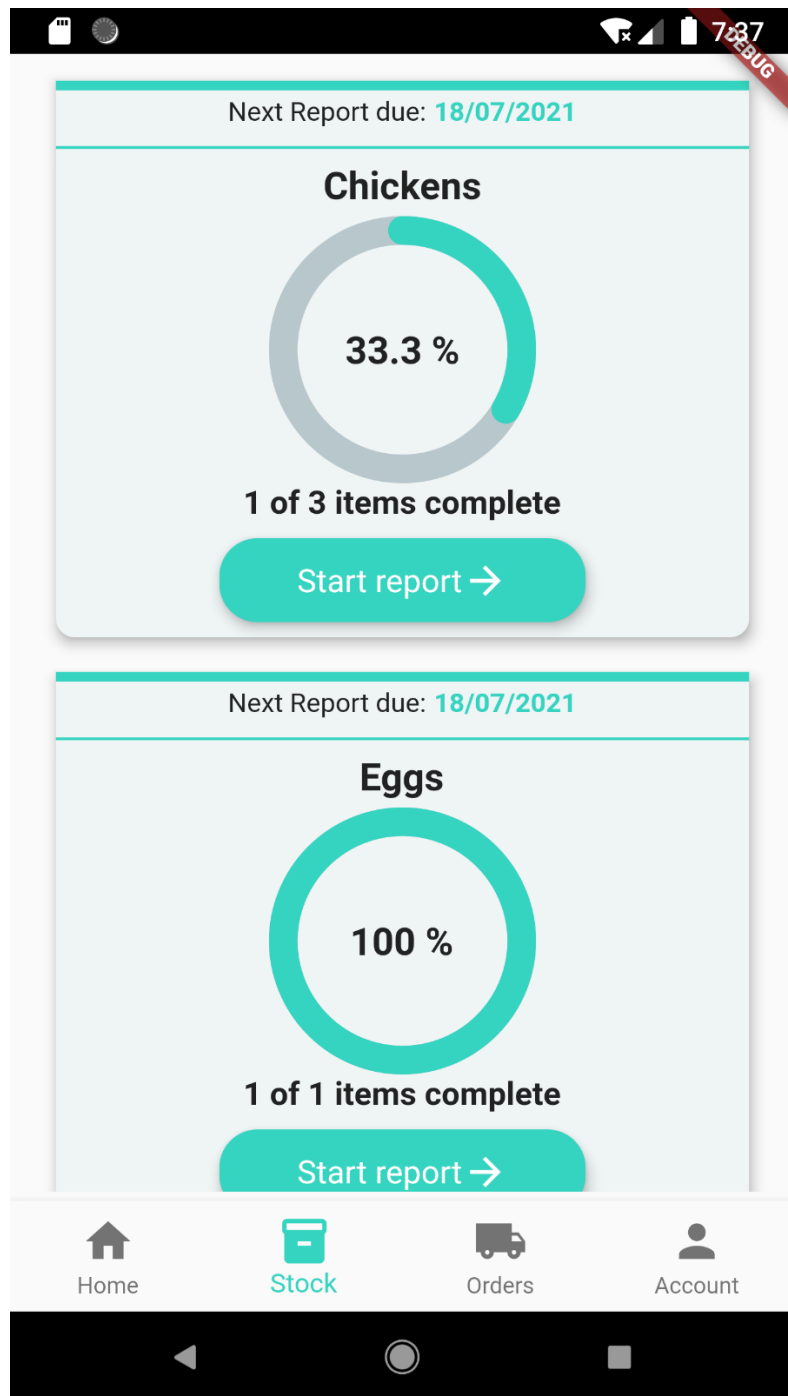 7:37
DEBUG
Next Report due: 18/07/2021
Chickens
33.3 %
1 of 3 items complete
Start report
Next Report due: 18/07/2021
Eggs
100 %
1 of 1 items complete
Start report
Home Stock Orders Account